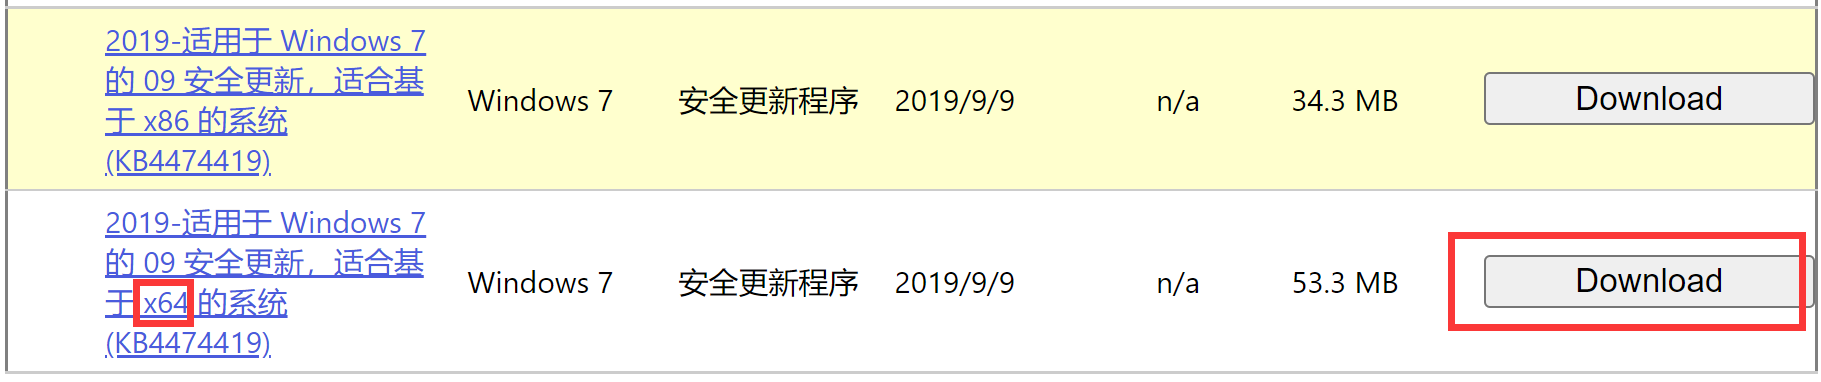 2019-适用于 Windows 7
的 09 安全更新，适合基
于 x86 的系统
(KB4474419)
Windows 7
安全更新程序
2019/9/9
n/a
34.3 MB
Download
2019-适用于 Windows 7
的 09 安全更新，适合基
于 x64 的系统
(KB4474419)
Windows 7
安全更新程序
2019/9/9
n/a
53.3 MB
Download